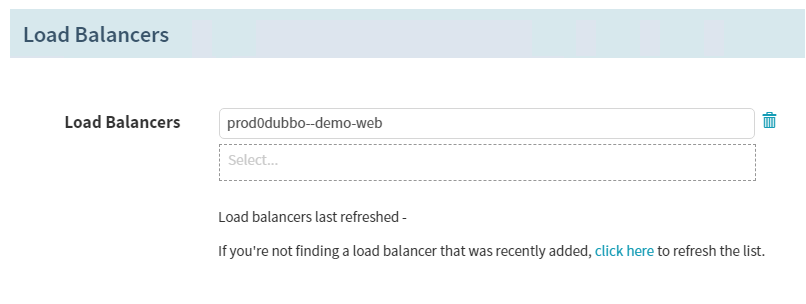 Load Balancers
Load Balancers
prod0dubbo--demo-web
Select...
Load balancers last refreshed -
If you're not finding a load balancer that was recently added, click here to refresh the list.